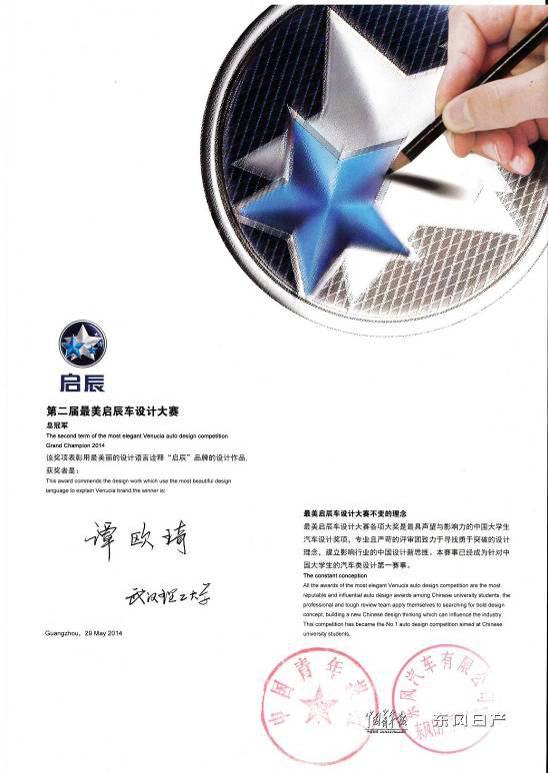 启辰
第二届最美启辰车设计大赛
总冠军
The second term of the most elegant Venucia auto design competition
Grand Champion 2014
该奖项表彰用最美丽的设计语言诠释“启辰”品牌的设计作品,
获奖者是:
This award commends the design work which use the most beautiful design
language to explain Venucia brand,the winner is:
谭欧琦
武汉理工大学
Guangzhou, 29 May 2014
最美启辰车设计大赛不变的理念
最美启辰车设计大赛各项大奖是最具声望与影响力的中国大学生
汽车设计奖项，专业且严苛的评审团致力于寻找勇于突破的设计
理念，建立影响行业的中国设计新思维。本赛事已经成为针对中
国大学生的汽车类设计第一赛事。
The constant conception
All the awards of the most elegant Venucia auto design competition are the most
reputable and influential auto design awards among Chinese university students, the
professional and tough review team apply themselves to searching for bold design
concept, building a new Chinese design thinking which can influence the industry.
This competition has became the No.1 auto design competition aimed at Chinese
university students。
中国青年
东风汽车有限公司
东风日产